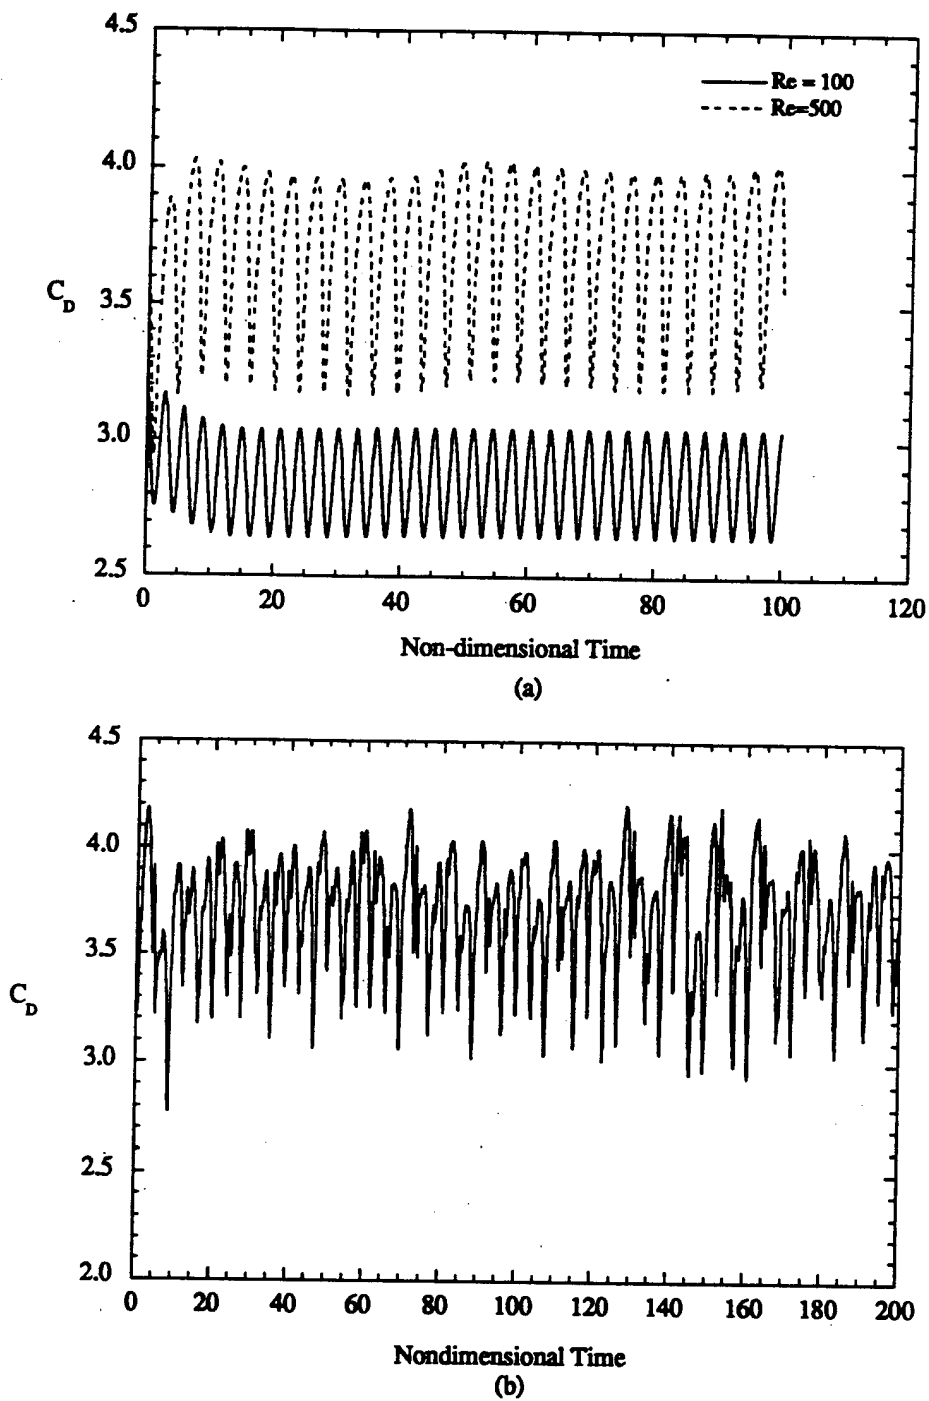 4.5
Re = 100
Re=500
4.0
C_D
3.5
3.0
2.5
0 20 40 60 80 100 120
Non-dimensional Time
(a)
4.5
4.0
3.5
C_D
3.0
2.5
2.0
0 20 40 60 80 100 120 140 160 180 200
Nondimensional Time
(b)